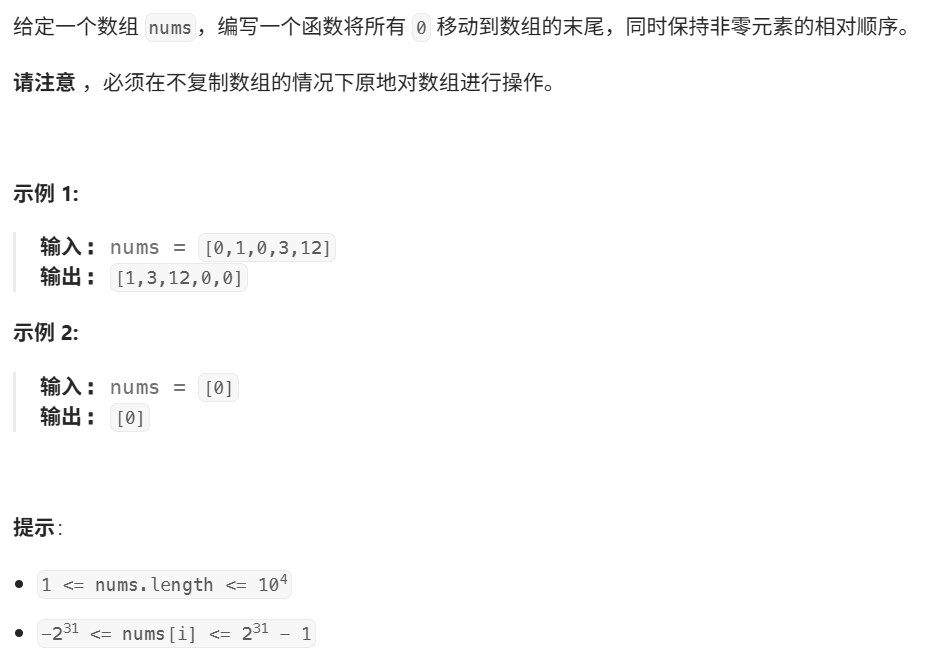 给定一个数组 nums，编写一个函数将所有 0 移动到数组的末尾，同时保持非零元素的相对顺序。
请注意 ，必须在不复制数组的情况下原地对数组进行操作。
示例 1:
输入: nums = [0,1,0,3,12]
输出: [1,3,12,0,0]
示例 2:
输入: nums = [0]
输出: [0]
提示:
1 <= nums.length <= 10⁴
−2³¹ <= nums[i] <= 2³¹ − 1